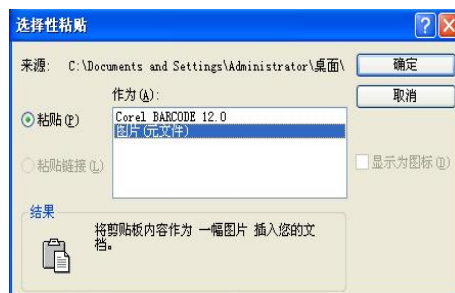 选择性粘贴
来源: C:\Documents and Settings\Administrator\桌面\
确定
作为(A):
取消
粘贴(P)
Corel BARCODE 12.0
图片(元文件)
粘贴链接(L)
显示为图标(D)
结果
将剪贴板内容作为 一幅图片 插入您的文
档。